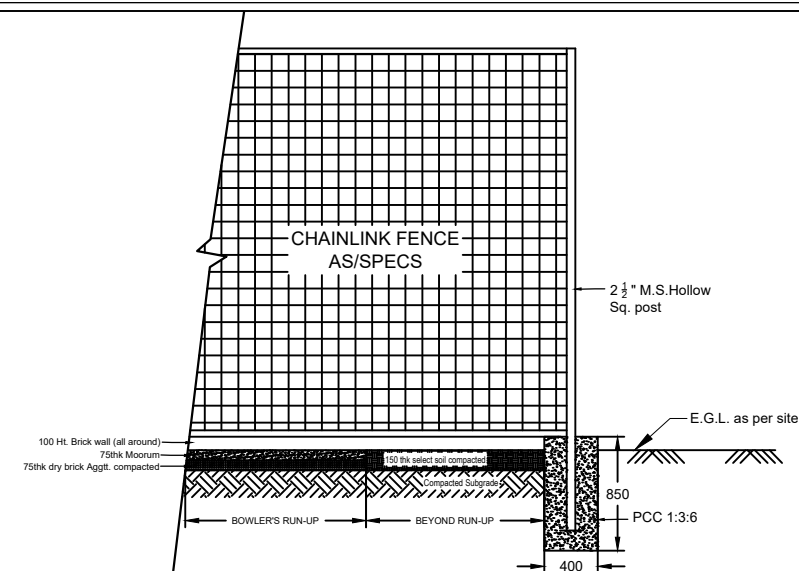 CHAINLINK FENCE
AS/SPECS
2 ½" M.S.Hollow
Sq. post
E.G.L. as per site
100 Ht. Brick wall (all around)
75thk Moorum
75thk dry brick Aggtt. compacted
150 thk select soil compacted
Compacted Subgrade
850
BOWLER'S RUN-UP
BEYOND RUN-UP
PCC 1:3:6
400